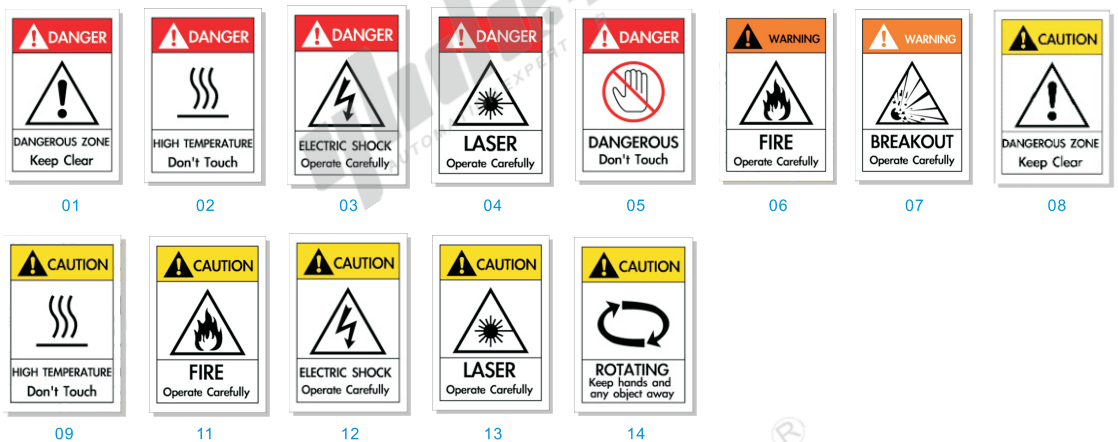 DANGER
DANGEROUS ZONE
Keep Clear
01
DANGER
HIGH TEMPERATURE
Don't Touch
02
DANGER
ELECTRIC SHOCK
Operate Carefully
03
DANGER
LASER
Operate Carefully
04
DANGER
DANGEROUS
Don't Touch
05
WARNING
FIRE
Operate Carefully
06
WARNING
BREAKOUT
Operate Carefully
07
CAUTION
DANGEROUS ZONE
Keep Clear
08
CAUTION
HIGH TEMPERATURE
Don't Touch
09
CAUTION
FIRE
Operate Carefully
11
CAUTION
ELECTRIC SHOCK
Operate Carefully
12
CAUTION
LASER
Operate Carefully
13
CAUTION
ROTATING
Keep hands and
any object away
14
EXPERT
®